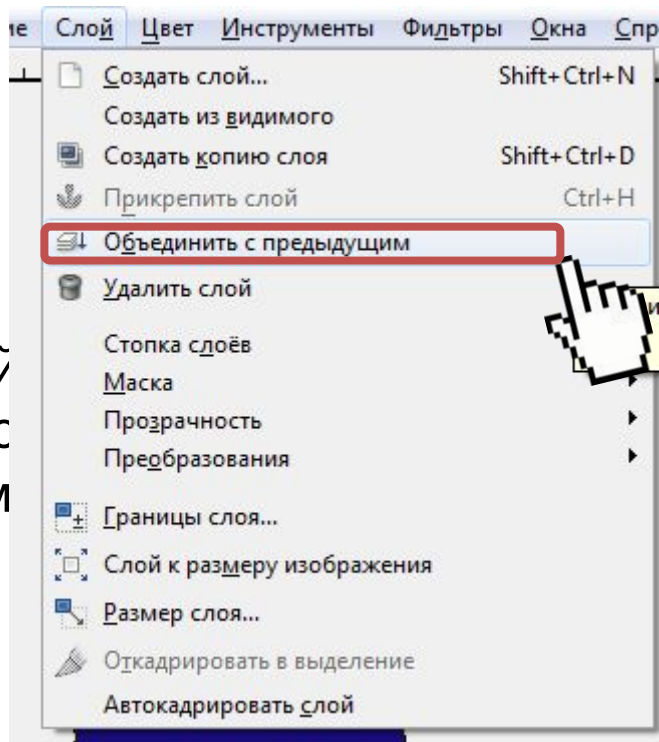 Слой Цвет Инструменты Фильтры Окна
Создать слой... Shift+Ctrl+N
Создать из видимого
Создать копию слоя Shift+Ctrl+D
Прикрепить слой Ctrl+H
Объединить с предыдущим
Удалить слой
Стопка слоёв
Маска
Прозрачность
Преобразования
Границы слоя...
Слой к размеру изображения
Размер слоя...
Откадрировать в выделение
Автокадрировать слой